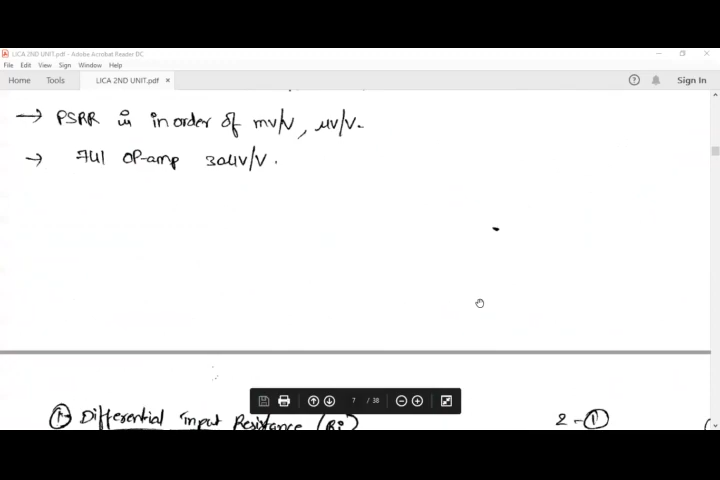 LICA 2ND UNIT.pdf - Adobe Acrobat Reader DC
File Edit View Sign Window Help
Home Tools LICA 2ND UNIT.pdf × Sign In
→ PSRR is in order of mv/v, μv/v.
→ 741 OP-amp 30μv/v.
7 / 38
① Differential input Resistance (Ri) 2-①